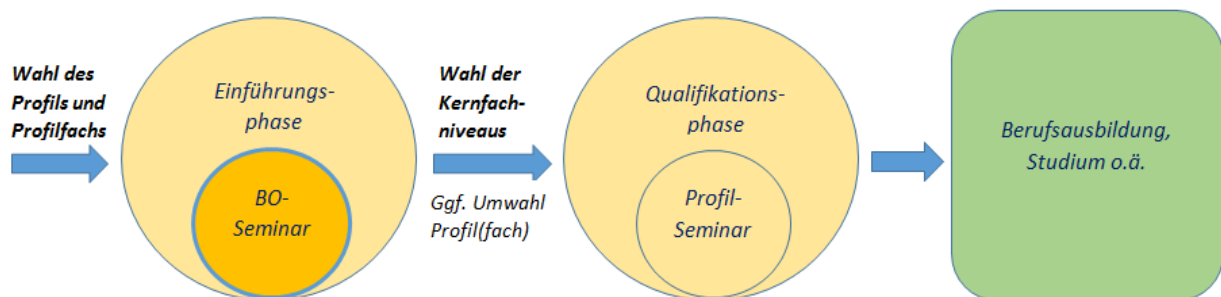 Wahl des
Profils und
Profilfachs
Einführungs-
phase
BO-
Seminar
Wahl der
Kernfach-
niveaus
Ggf. Umwahl
Profil(fach)
Qualifikations-
phase
Profil-
Seminar
Berufsausbildung,
Studium o.ä.